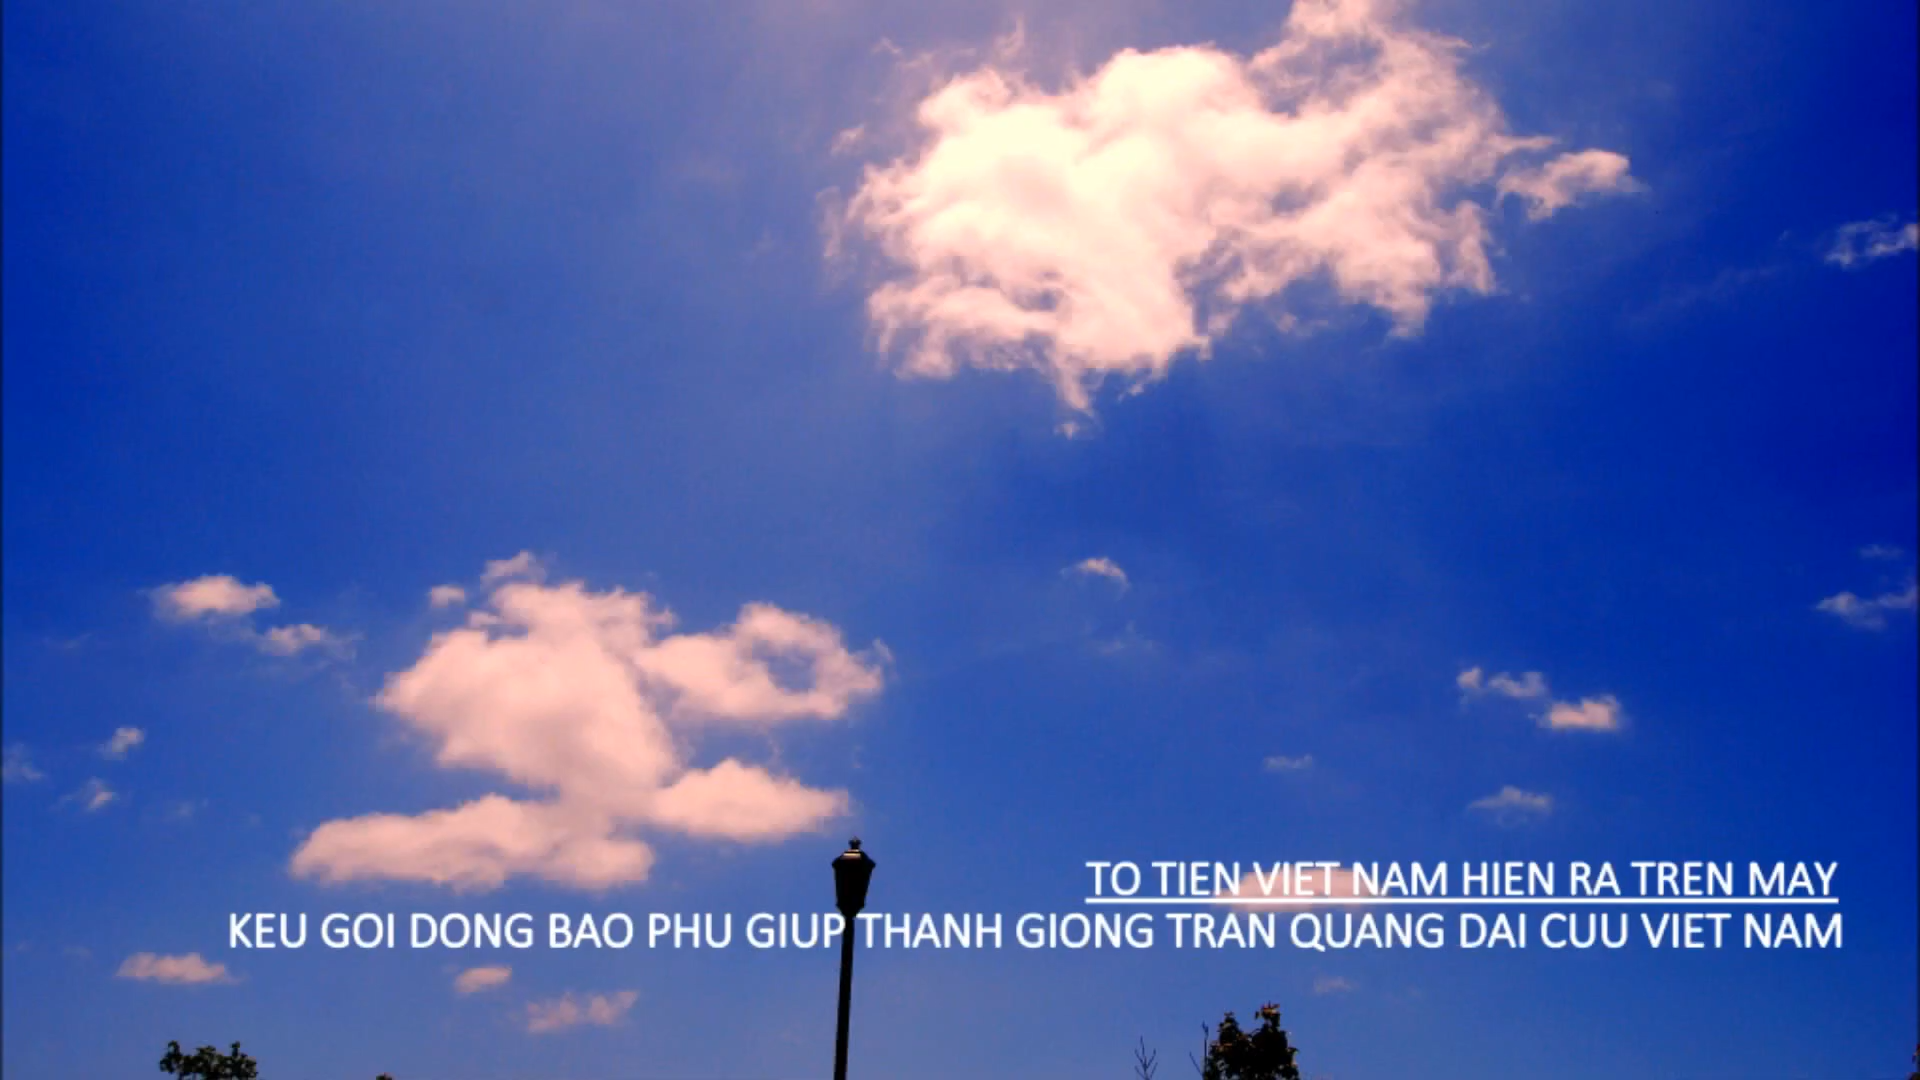 TO TIEN VIET NAM HIEN RA TREN MAY
KEU GOI DONG BAO PHU GIUP THANH GIONG TRAN QUANG DAI CUU VIET NAM